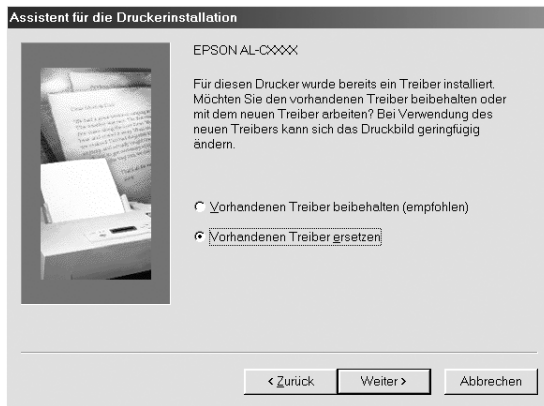 Assistent für die Druckerinstallation
EPSON AL-CXXXX
Für diesen Drucker wurde bereits ein Treiber installiert.
Möchten Sie den vorhandenen Treiber beibehalten oder
mit dem neuen Treiber arbeiten? Bei Verwendung des
neuen Treibers kann sich das Druckbild geringfügig
ändern.
Vorhandenen Treiber beibehalten (empfohlen)
Vorhandenen Treiber ersetzen
< Zurück
Weiter >
Abbrechen